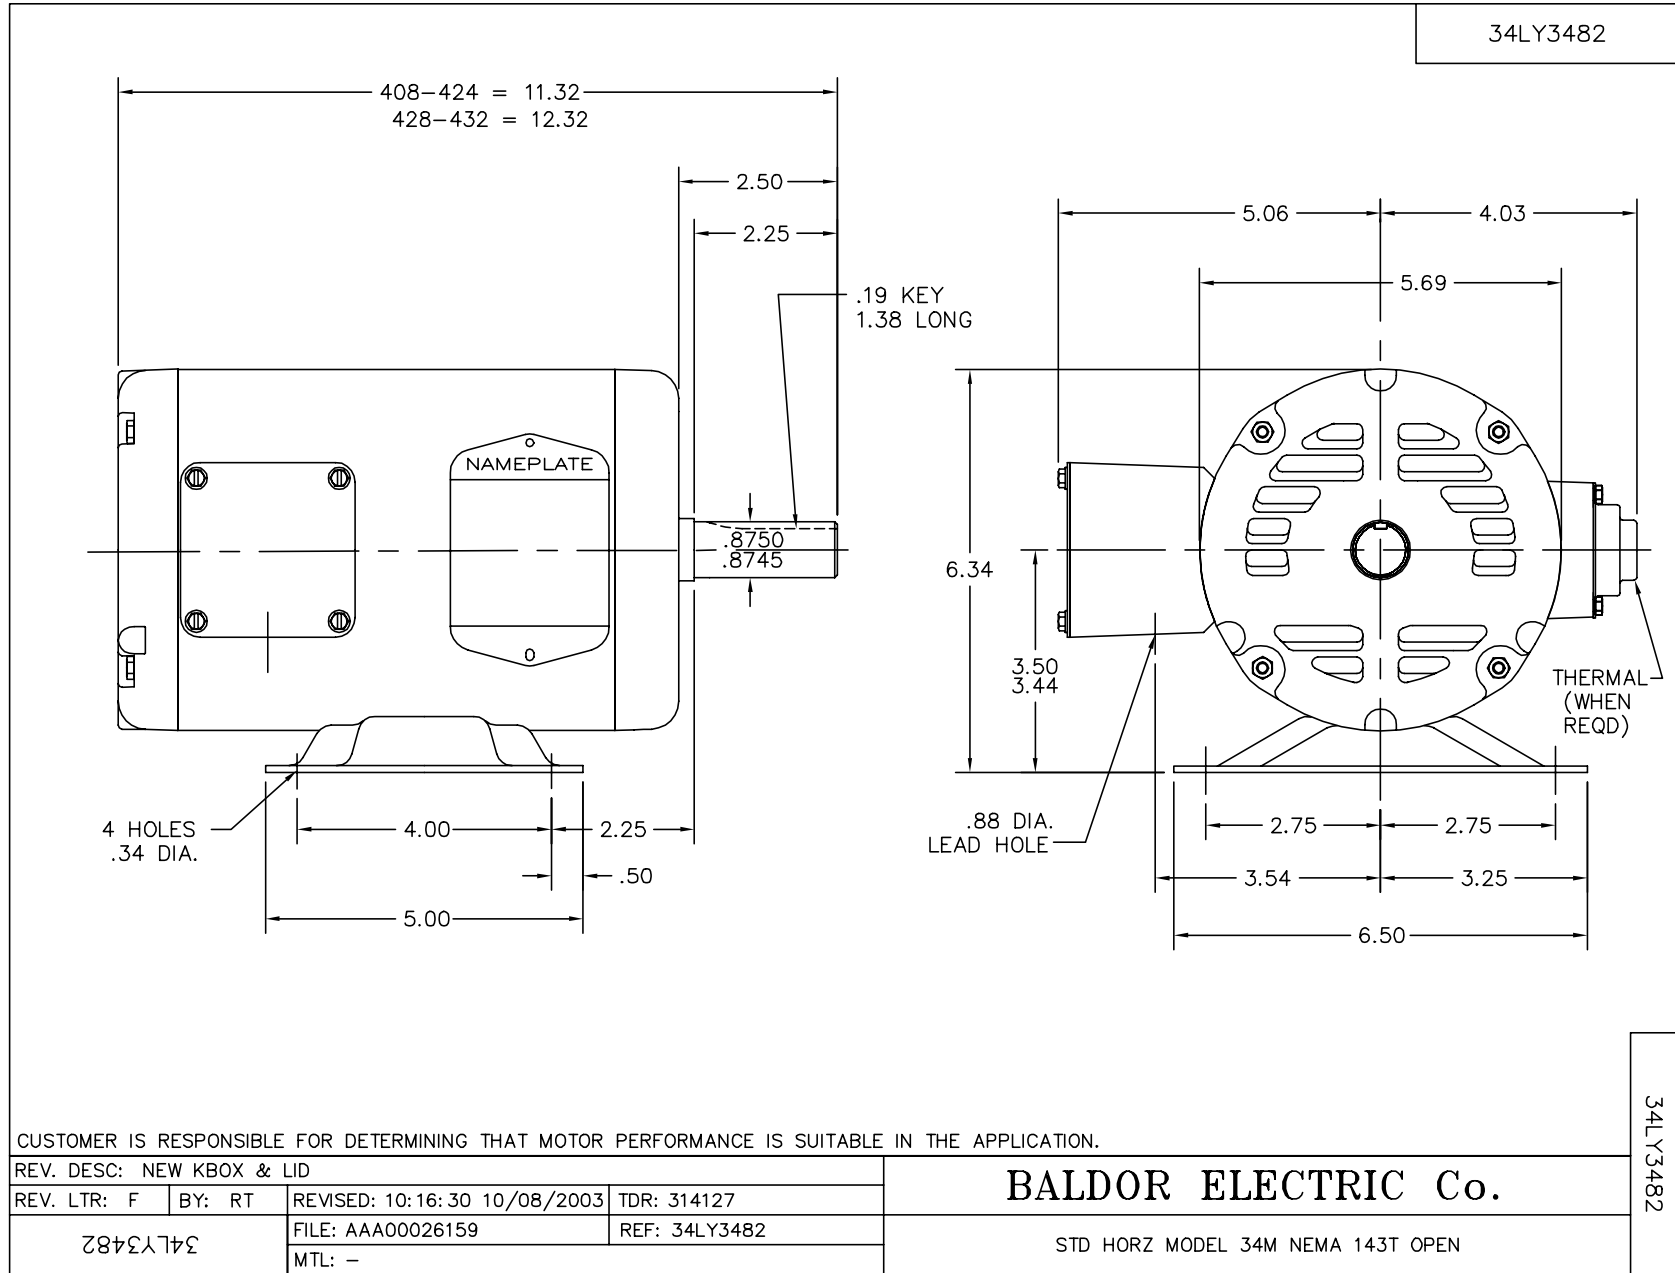 34LY3482
408-424 = 11.32
428-432 = 12.32
2.50
2.25
.19 KEY
1.38 LONG
NAMEPLATE
.8750
.8745
4 HOLES
.34 DIA.
4.00
2.25
.50
5.00
5.06
4.03
5.69
6.34
3.50
3.44
THERMAL
(WHEN
REQD)
.88 DIA.
LEAD HOLE
2.75
2.75
3.54
3.25
6.50
34LY3482
CUSTOMER IS RESPONSIBLE FOR DETERMINING THAT MOTOR PERFORMANCE IS SUITABLE IN THE APPLICATION.
REV. DESC: NEW KBOX & LID
REV. LTR: F
BY: RT
REVISED: 10:16:30 10/08/2003
TDR: 314127
34LY3482
FILE: AAA00026159
REF: 34LY3482
MTL: -
BALDOR ELECTRIC Co.
STD HORZ MODEL 34M NEMA 143T OPEN